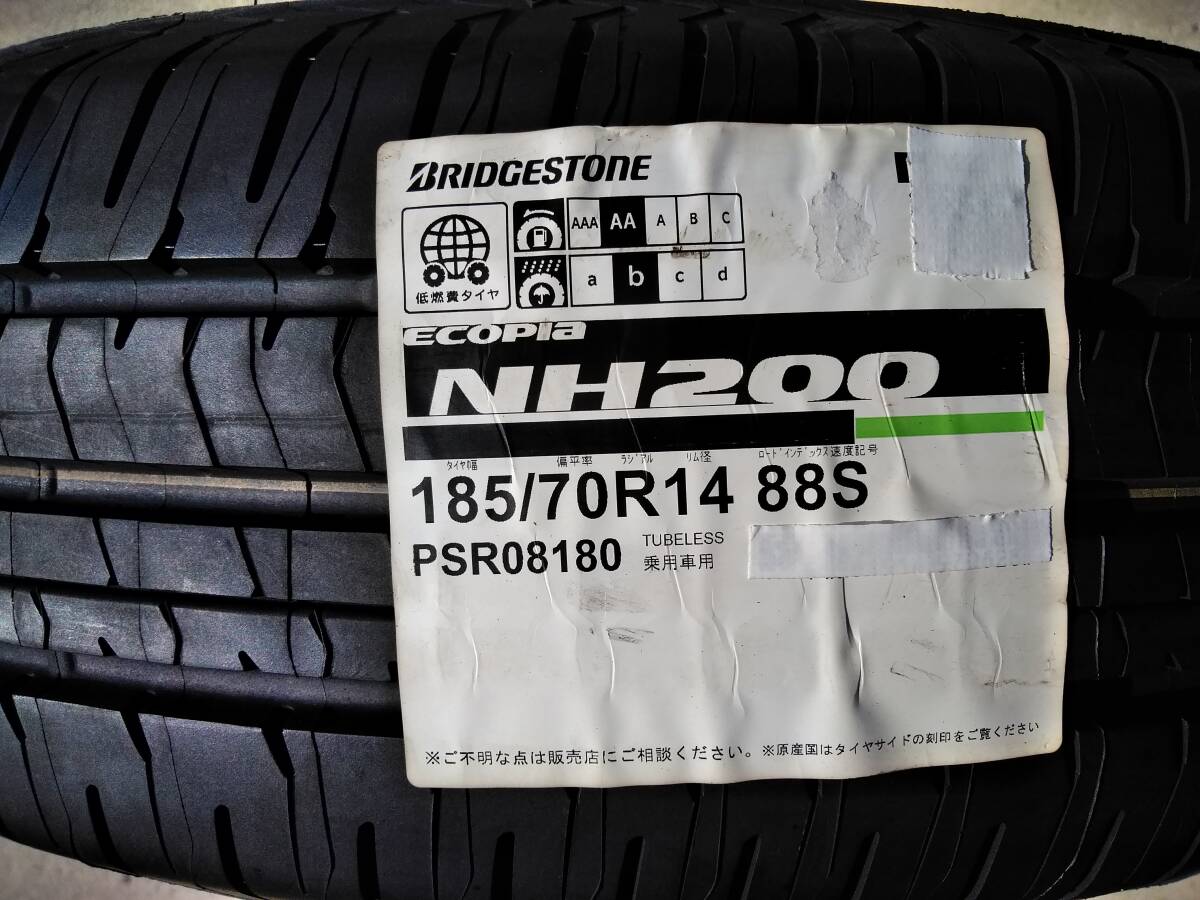 BRIDGESTONE
AAA AA A B C
a b c d
低燃費タイヤ
ECOPIA
NH200
タイヤ幅 偏平率 ラジアル リム径 ロードインデックス 速度記号
185/70R14 88S
PSR08180 TUBELESS
乗用車用
※ご不明な点は販売店にご相談ください。※原産国はタイヤサイドの刻印をご覧ください